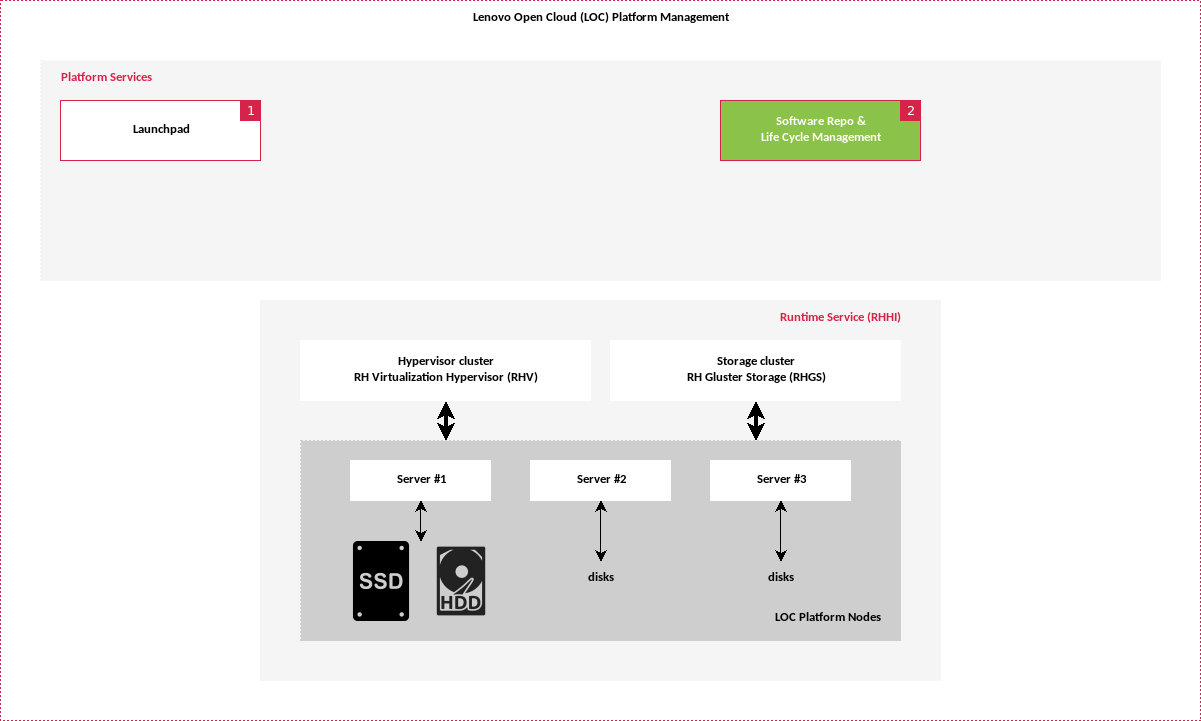 Lenovo Open Cloud (LOC) Platform Management
Platform Services
1
Launchpad
2
Software Repo &
Life Cycle Management
Runtime Service (RHHI)
Hypervisor cluster
RH Virtualization Hypervisor (RHV)
Storage cluster
RH Gluster Storage (RHGS)
Server #1
Server #2
Server #3
SSD
HDD
disks
disks
LOC Platform Nodes